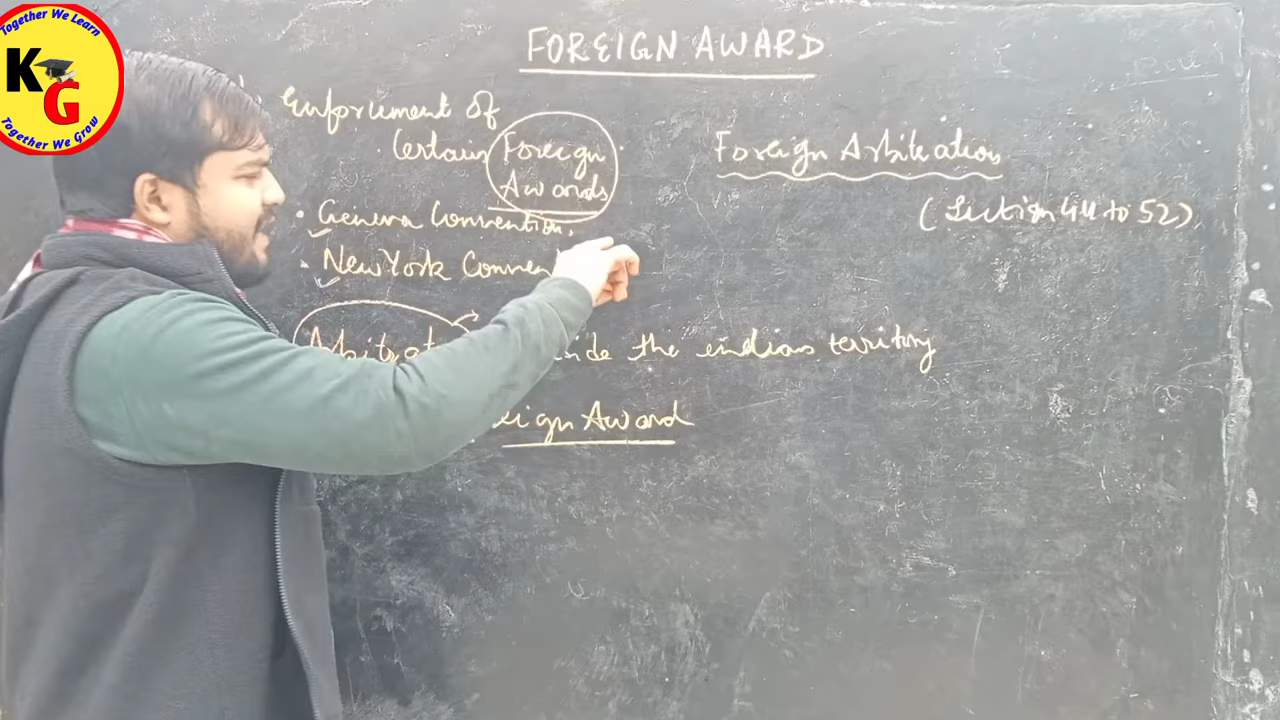 Together We Learn
KG
Together We Grow
FOREIGN AWARD
Enforcement of
Certain Foreign
Awards
• Geneva Convention.
• New York Conven
Foreign Arbitration
(Section 44 to 52)
Arbitrat
the indian territory
eign Award